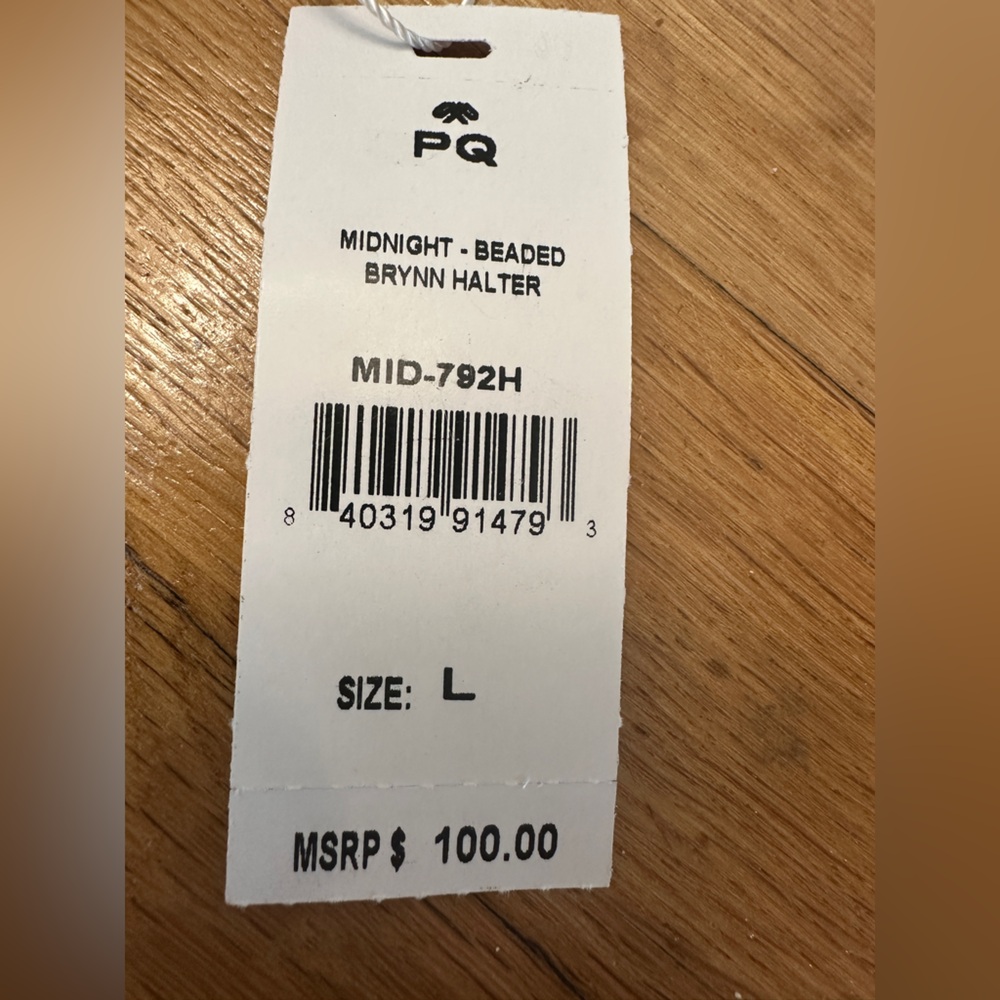 PQ
MIDNIGHT - BEADED
BRYNN HALTER
MID-792H
8 40319 91479 3
SIZE: L
MSRP $ 100.00